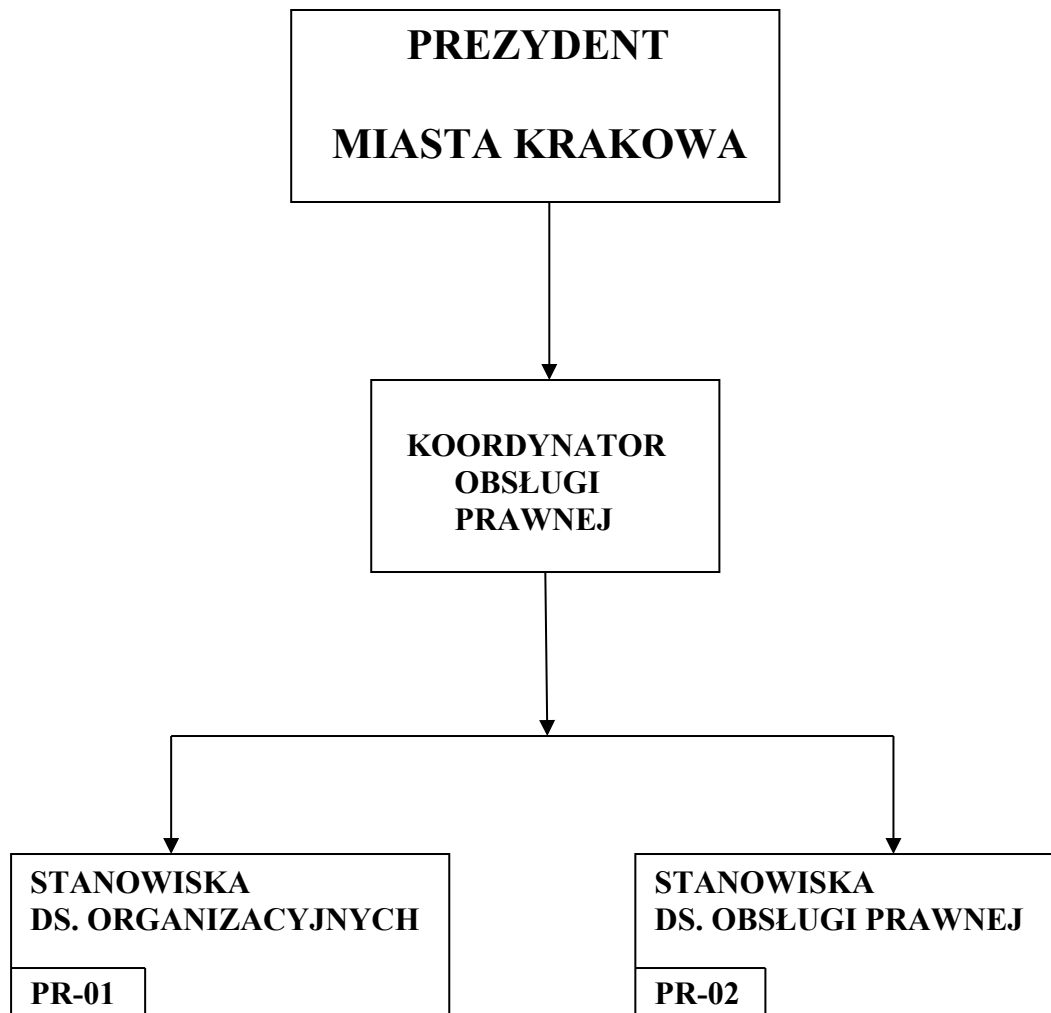 PREZYDENT
MIASTA KRAKOWA
KOORDYNATOR
OBSŁUGI
PRAWNEJ
STANOWISKA
DS. ORGANIZACYJNYCH
PR-01
STANOWISKA
DS. OBSŁUGI PRAWNEJ
PR-02